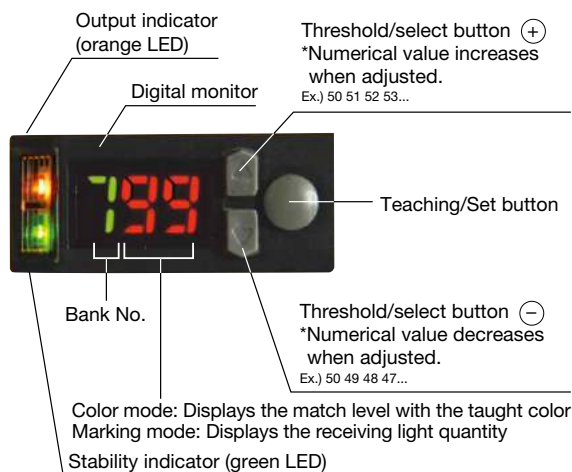 Output indicator
(orange LED)
Digital monitor
Threshold/select button +
*Numerical value increases
when adjusted.
Ex.) 50 51 52 53...
799
Teaching/Set button
Bank No.
Threshold/select button −
*Numerical value decreases
when adjusted.
Ex.) 50 49 48 47...
Color mode: Displays the match level with the taught color
Marking mode: Displays the receiving light quantity
Stability indicator (green LED)